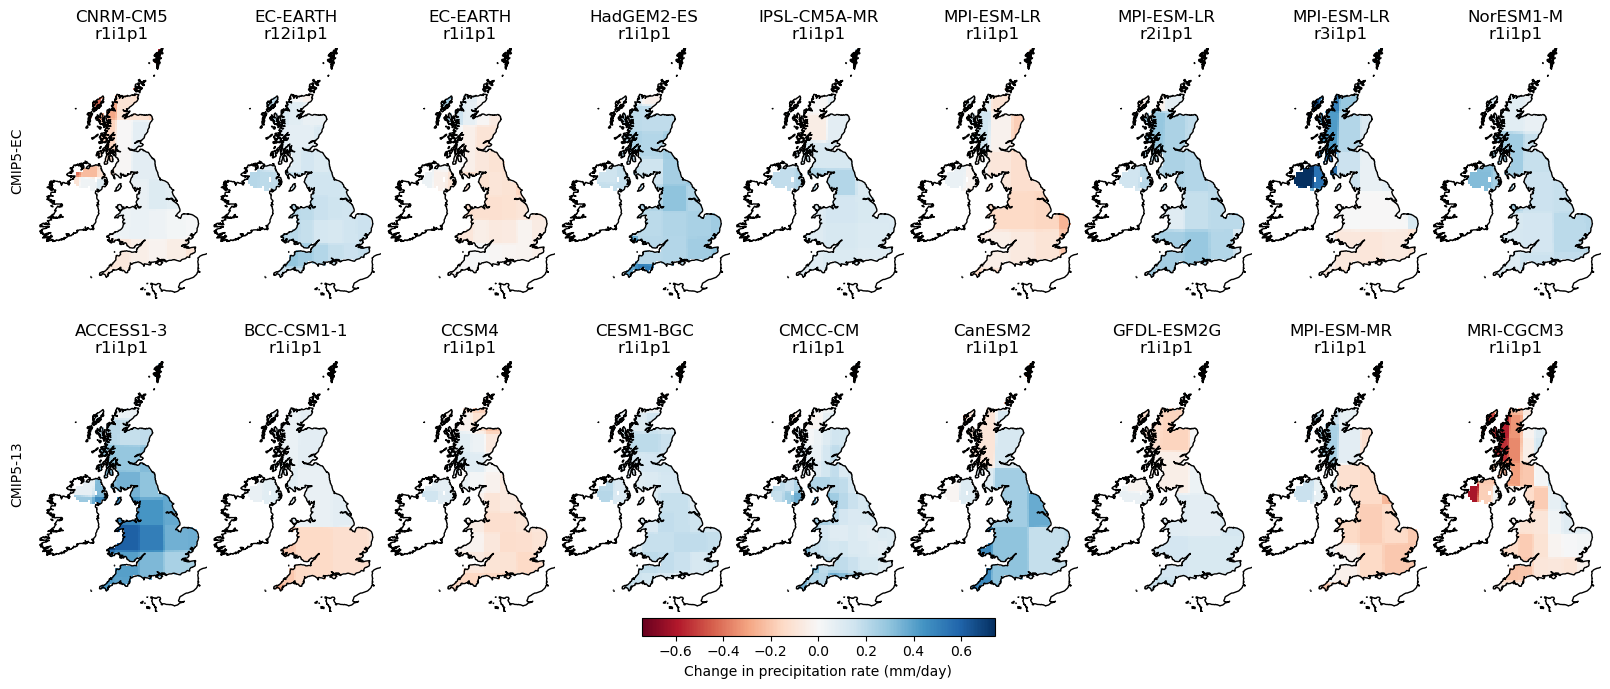 CNRM-CM5
r1i1p1
EC-EARTH
r12i1p1
EC-EARTH
r1i1p1
HadGEM2-ES
r1i1p1
IPSL-CM5A-MR
r1i1p1
MPI-ESM-LR
r1i1p1
MPI-ESM-LR
r2i1p1
MPI-ESM-LR
r3i1p1
NorESM1-M
r1i1p1
CMIP5-EC
ACCESS1-3
r1i1p1
BCC-CSM1-1
r1i1p1
CCSM4
r1i1p1
CESM1-BGC
r1i1p1
CMCC-CM
r1i1p1
CanESM2
r1i1p1
GFDL-ESM2G
r1i1p1
MPI-ESM-MR
r1i1p1
MRI-CGCM3
r1i1p1
CMIP5-13
−0.6 −0.4 −0.2 0.0 0.2 0.4 0.6
Change in precipitation rate (mm/day)